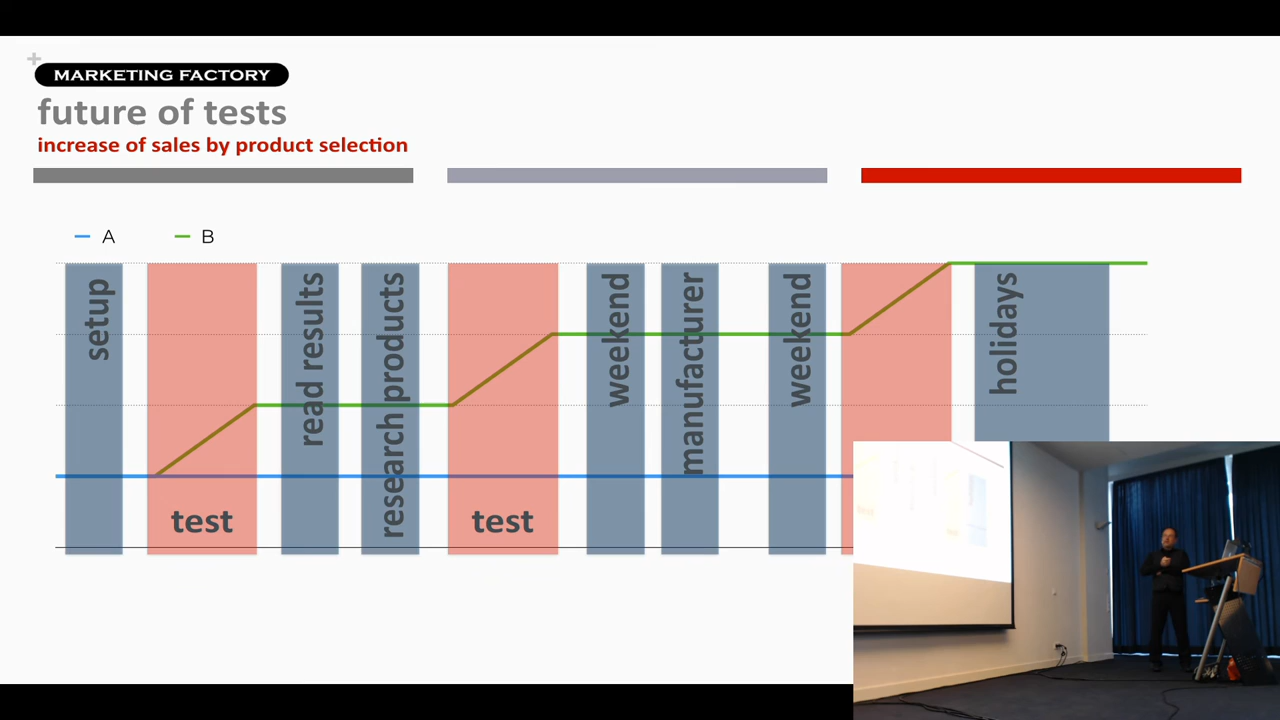 MARKETING FACTORY
future of tests
increase of sales by product selection
A
B
setup
test
read results
research products
test
weekend
manufacturer
weekend
holidays